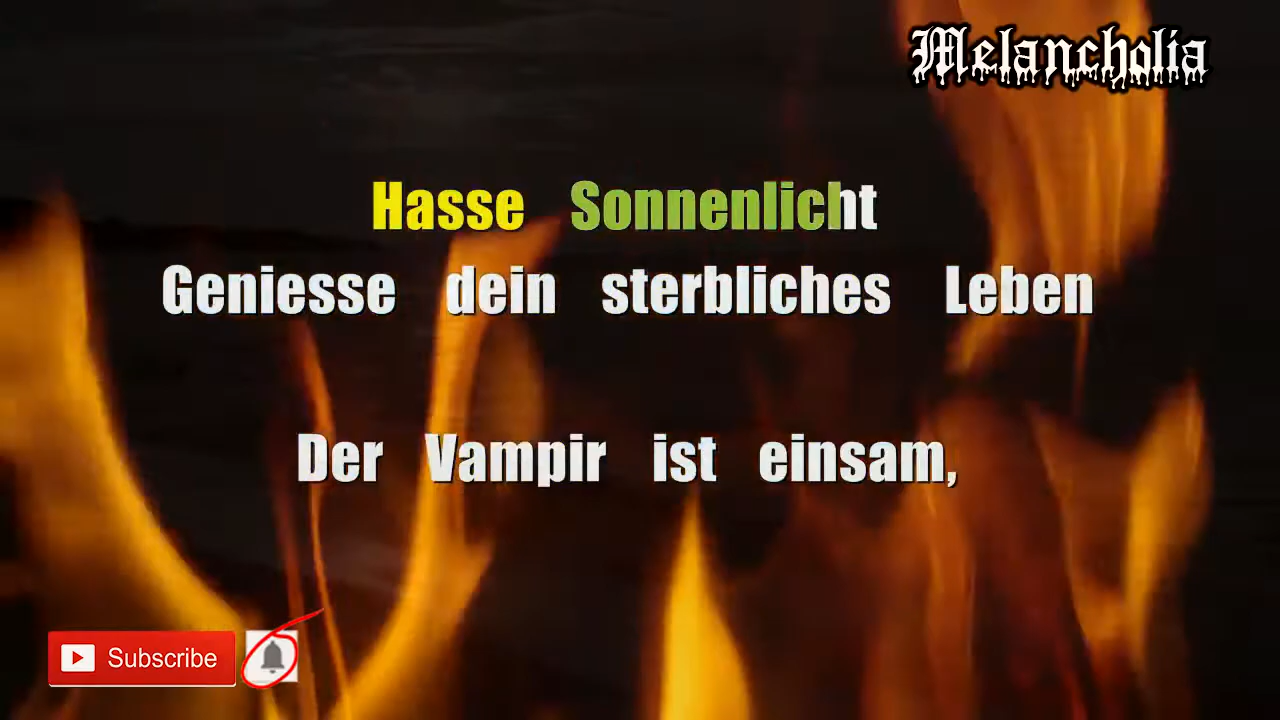 Melancholia
Hasse Sonnenlicht
Geniesse dein sterbliches Leben
Der Vampir ist einsam,
Subscribe